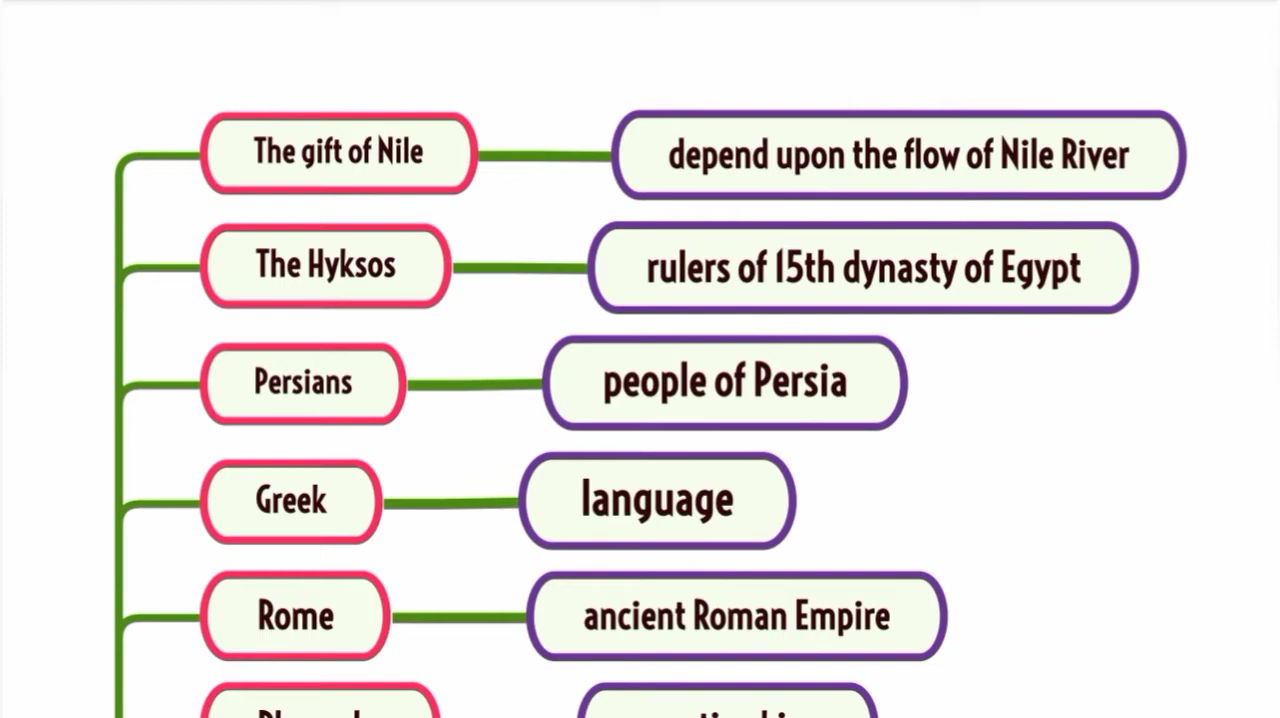 The gift of Nile
depend upon the flow of Nile River
The Hyksos
rulers of 15th dynasty of Egypt
Persians
people of Persia
Greek
language
Rome
ancient Roman Empire